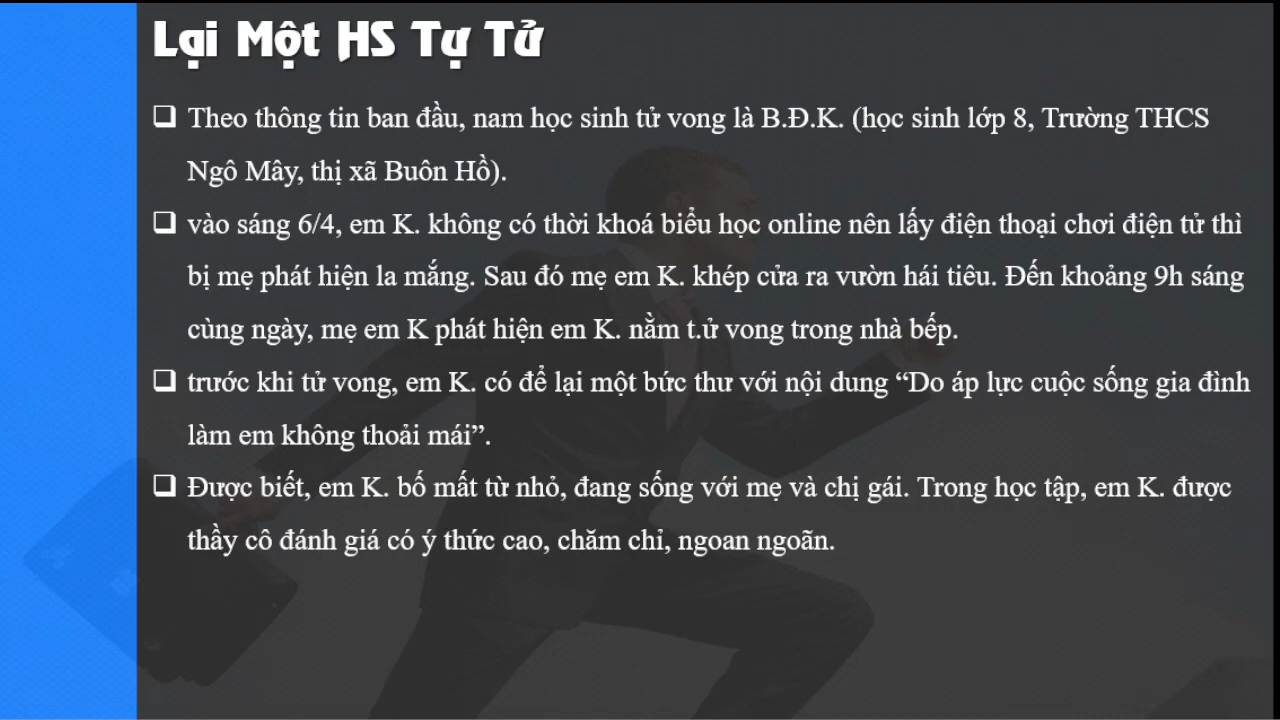 Lại Một HS Tự Tử
Theo thông tin ban đầu, nam học sinh tử vong là B.Đ.K. (học sinh lớp 8, Trường THCS
Ngô Mây, thị xã Buôn Hồ).
vào sáng 6/4, em K. không có thời khoá biểu học online nên lấy điện thoại chơi điện tử thì
bị mẹ phát hiện la mắng. Sau đó mẹ em K. khép cửa ra vườn hái tiêu. Đến khoảng 9h sáng
cùng ngày, mẹ em K phát hiện em K. nằm t.ử vong trong nhà bếp.
trước khi tử vong, em K. có để lại một bức thư với nội dung “Do áp lực cuộc sống gia đình
làm em không thoải mái”.
Được biết, em K. bố mất từ nhỏ, đang sống với mẹ và chị gái. Trong học tập, em K. được
thầy cô đánh giá có ý thức cao, chăm chỉ, ngoan ngoãn.